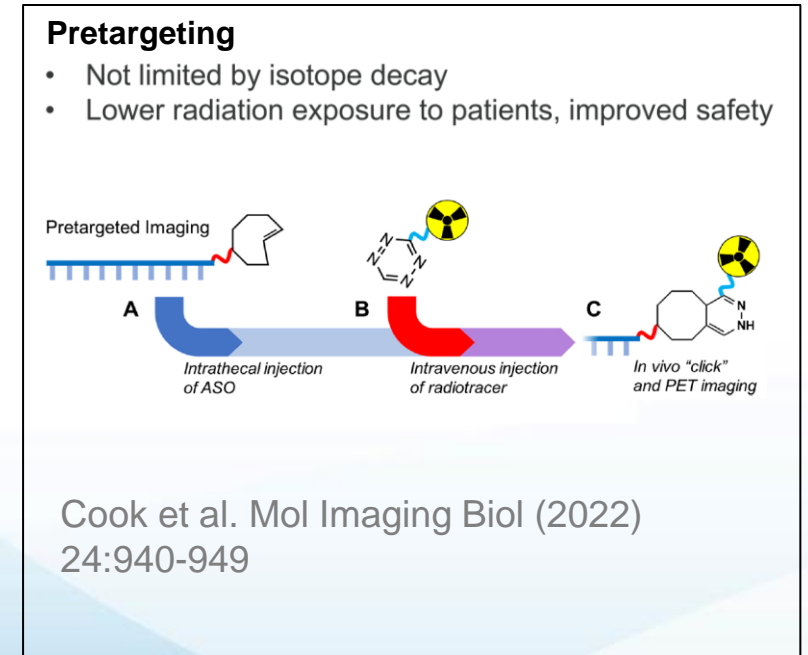 Pretargeting
• Not limited by isotope decay
• Lower radiation exposure to patients, improved safety
Pretargeted Imaging
A
B
C
N
N
N
N
N
NH
Intrathecal injection
of ASO
Intravenous injection
of radiotracer
In vivo “click”
and PET imaging
Cook et al. Mol Imaging Biol (2022)
24:940-949